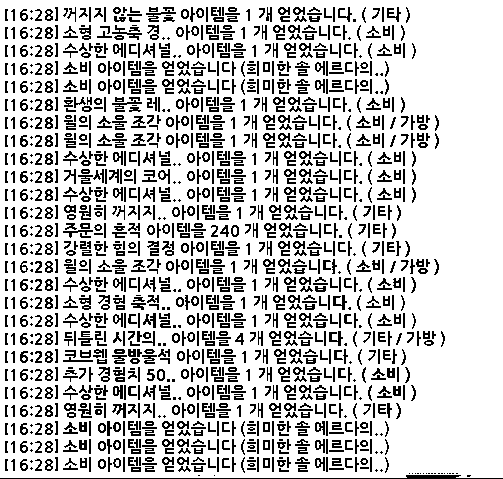 [16:28] 꺼지지 않는 불꽃 아이템을 1 개 얻었습니다. ( 기타 )
[16:28] 소형 고농축 경.. 아이템을 1 개 얻었습니다. ( 소비 )
[16:28] 수상한 에디셔널.. 아이템을 1 개 얻었습니다. ( 소비 )
[16:28] 소비 아이템을 얻었습니다 (희미한 솔 에르다의..)
[16:28] 소비 아이템을 얻었습니다 (희미한 솔 에르다의..)
[16:28] 환생의 불꽃 레.. 아이템을 1 개 얻었습니다. ( 소비 )
[16:28] 윌의 소울 조각 아이템을 1 개 얻었습니다. ( 소비 / 가방 )
[16:28] 윌의 소울 조각 아이템을 1 개 얻었습니다. ( 소비 / 가방 )
[16:28] 수상한 에디셔널.. 아이템을 1 개 얻었습니다. ( 소비 )
[16:28] 거울세계의 코어.. 아이템을 1 개 얻었습니다. ( 소비 )
[16:28] 수상한 에디셔널.. 아이템을 1 개 얻었습니다. ( 소비 )
[16:28] 영원히 꺼지지.. 아이템을 1 개 얻었습니다. ( 기타 )
[16:28] 주문의 흔적 아이템을 240 개 얻었습니다. ( 기타 )
[16:28] 강렬한 힘의 결정 아이템을 1 개 얻었습니다. ( 기타 )
[16:28] 윌의 소울 조각 아이템을 1 개 얻었습니다. ( 소비 / 가방 )
[16:28] 수상한 에디셔널.. 아이템을 1 개 얻었습니다. ( 소비 )
[16:28] 소형 경험 축적.. 아이템을 1 개 얻었습니다. ( 소비 )
[16:28] 수상한 에디셔널.. 아이템을 1 개 얻었습니다. ( 소비 )
[16:28] 뒤틀린 시간의.. 아이템을 4 개 얻었습니다. ( 기타 / 가방 )
[16:28] 코브웹 물방울석 아이템을 1 개 얻었습니다. ( 기타 )
[16:28] 추가 경험치 50.. 아이템을 1 개 얻었습니다. ( 소비 )
[16:28] 수상한 에디셔널.. 아이템을 1 개 얻었습니다. ( 소비 )
[16:28] 영원히 꺼지지.. 아이템을 1 개 얻었습니다. ( 기타 )
[16:28] 소비 아이템을 얻었습니다 (희미한 솔 에르다의..)
[16:28] 소비 아이템을 얻었습니다 (희미한 솔 에르다의..)
[16:28] 소비 아이템을 얻었습니다 (희미한 솔 에르다의..)